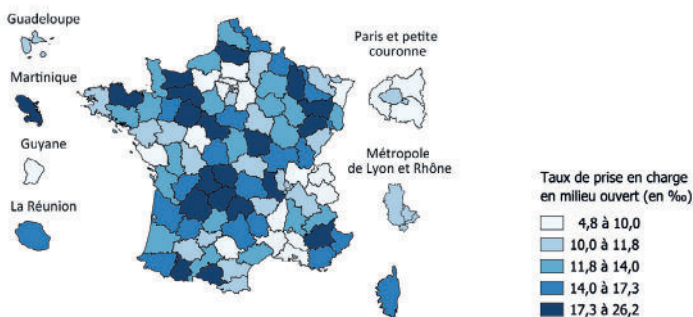 Guadeloupe
Martinique
Guyane
La Réunion
Paris et petite
couronne
Métropole
de Lyon et Rhône
Taux de prise en charge
en milieu ouvert (en ‰)
4,8 à 10,0
10,0 à 11,8
11,8 à 14,0
14,0 à 17,3
17,3 à 26,2